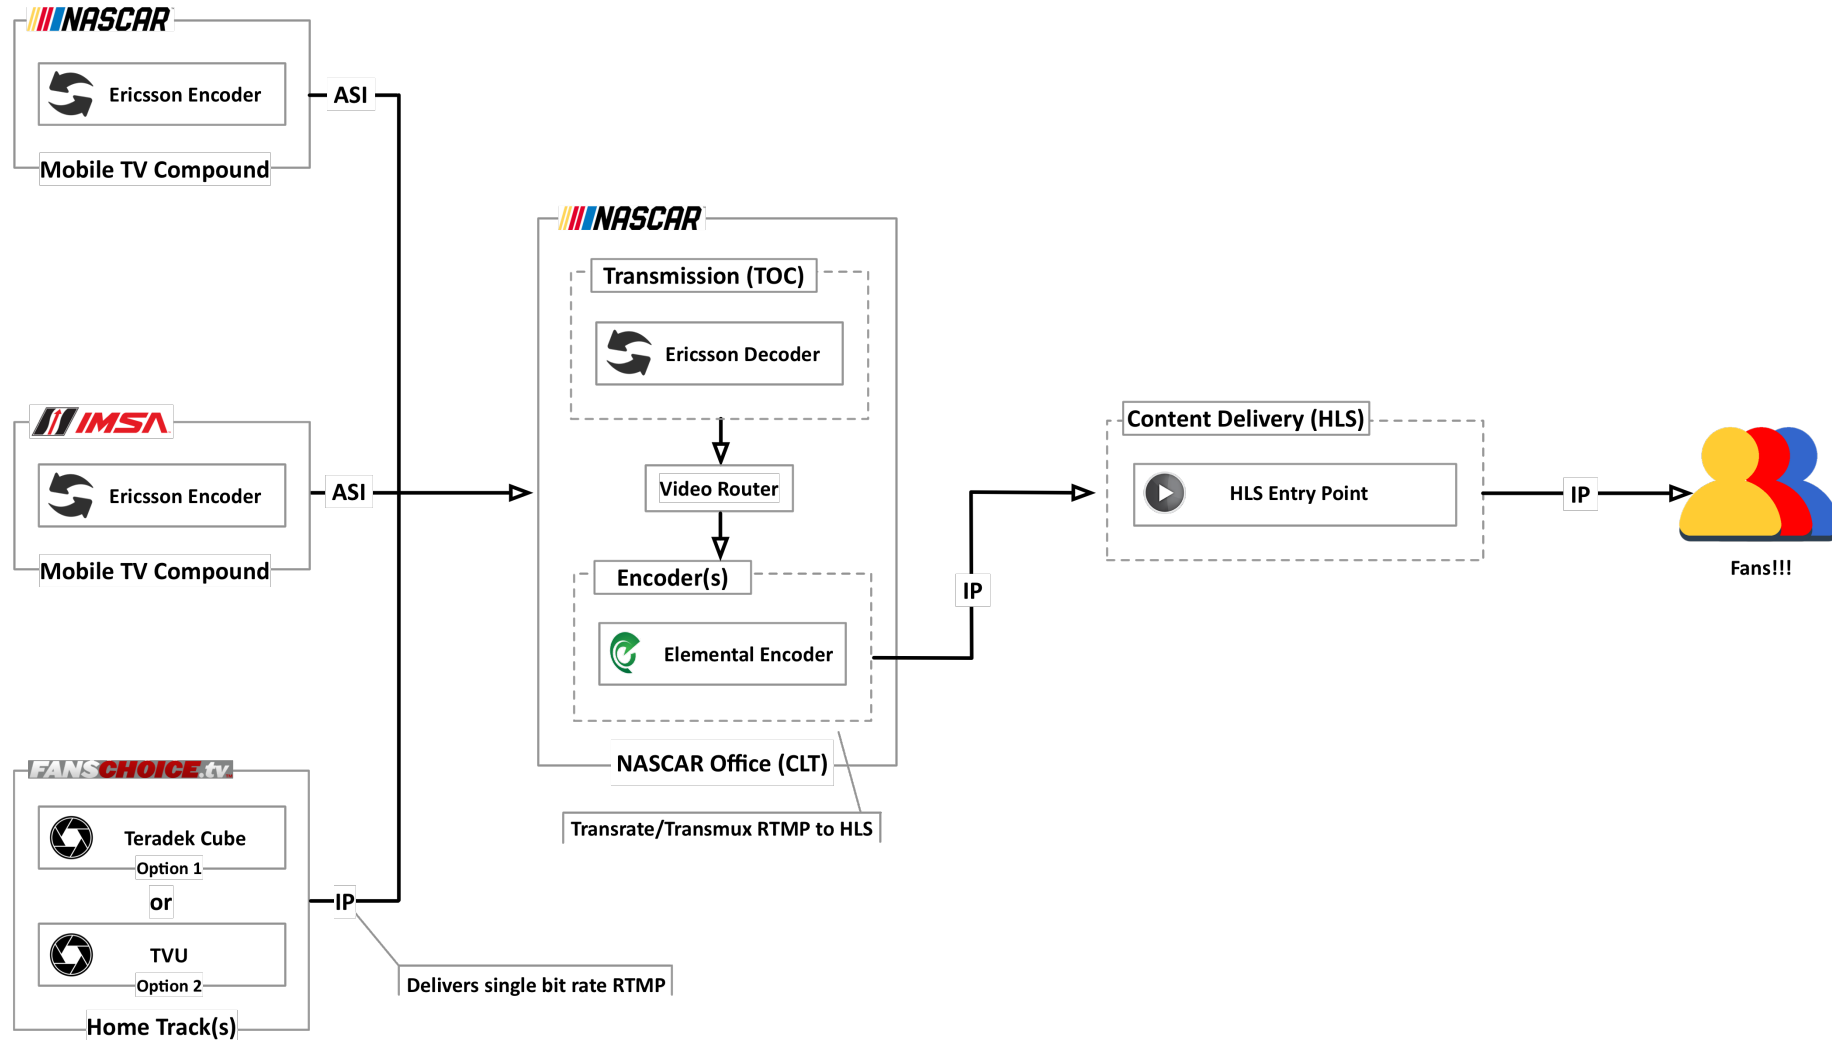 NASCAR
Ericsson Encoder
Mobile TV Compound
ASI
IMSA
Ericsson Encoder
Mobile TV Compound
ASI
FANSCHOICE.tv
Teradek Cube
Option 1
or
TVU
Option 2
Home Track(s)
IP
Delivers single bit rate RTMP
NASCAR
Transmission (TOC)
Ericsson Decoder
Video Router
Encoder(s)
Elemental Encoder
NASCAR Office (CLT)
Transrate/Transmux RTMP to HLS
IP
Content Delivery (HLS)
HLS Entry Point
IP
Fans!!!